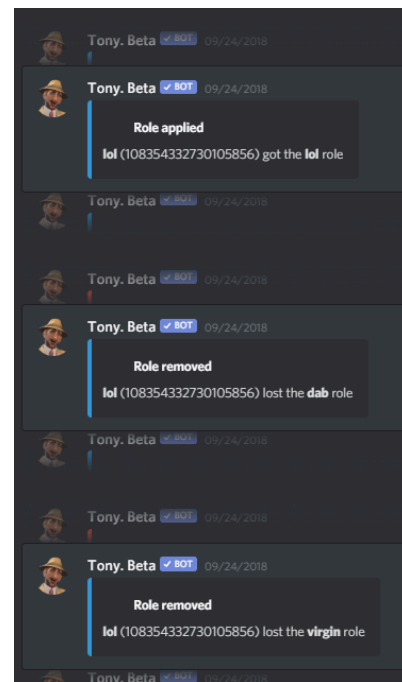 Tony. Beta ✓ BOT 09/24/2018
Tony. Beta ✓ BOT 09/24/2018
Role applied
lol (108354332730105856) got the lol role
Tony. Beta ✓ BOT 09/24/2018
Tony. Beta ✓ BOT 09/24/2018
Tony. Beta ✓ BOT 09/24/2018
Role removed
lol (108354332730105856) lost the dab role
Tony. Beta ✓ BOT 09/24/2018
Tony. Beta ✓ BOT 09/24/2018
Tony. Beta ✓ BOT 09/24/2018
Role removed
lol (108354332730105856) lost the virgin role
Tony. Beta ✓ BOT 09/24/2018